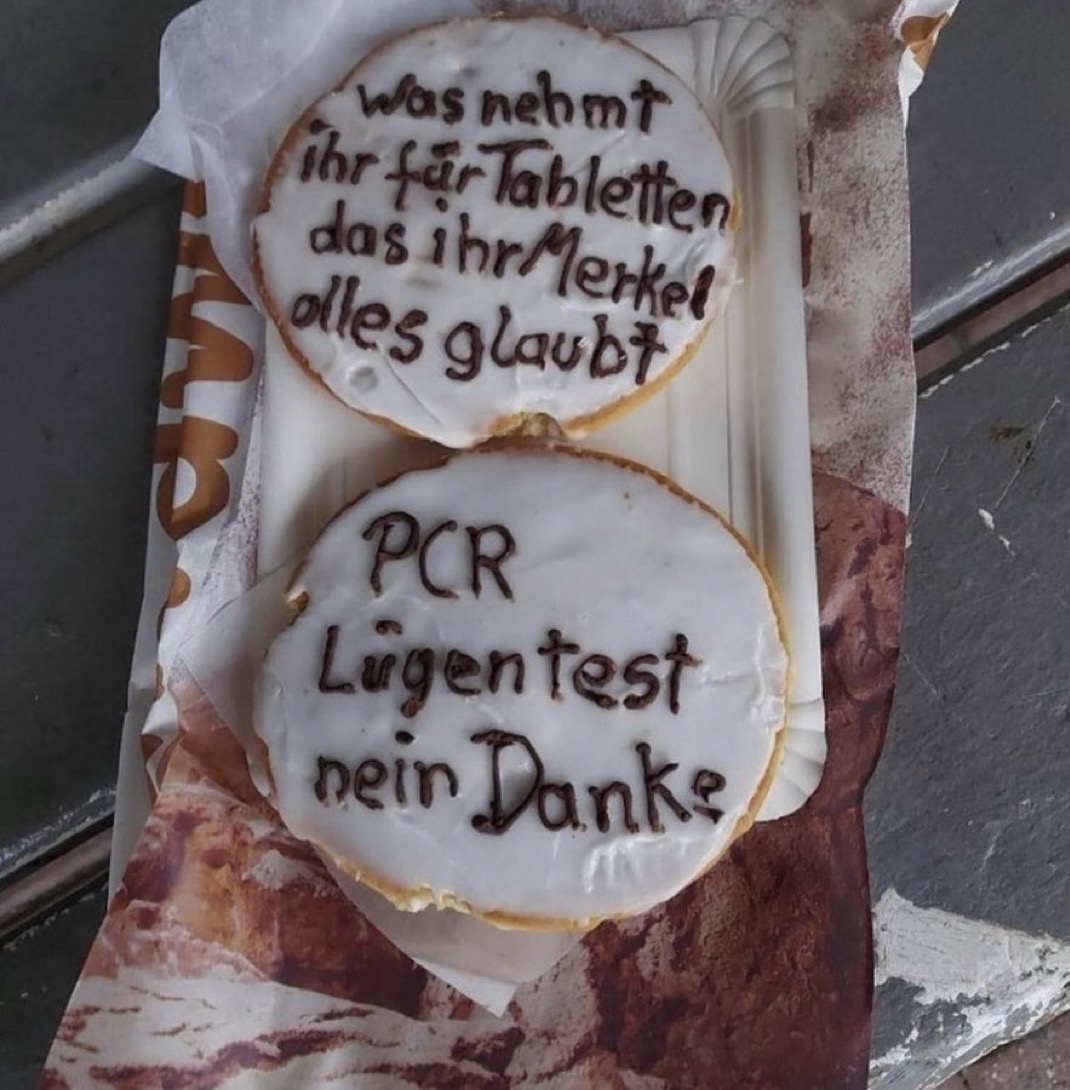 was nehmt
ihr für Tabletten
das ihr Merkel
alles glaubt
PCR
Lügentest
nein Danke